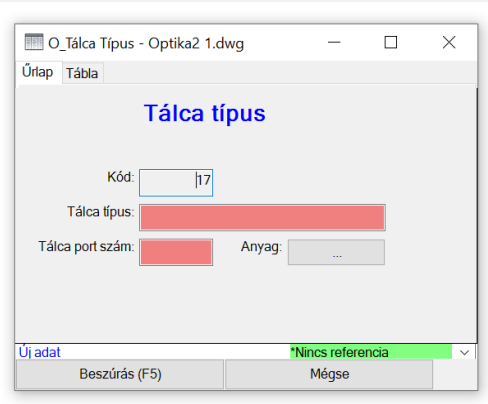 O_Tálca Típus - Optika2 1.dwg
Űrlap Tábla
Tálca típus
Kód: 17
Tálca típus:
Tálca port szám: Anyag: ...
Új adat *Nincs referencia
Beszúrás (F5) Mégse